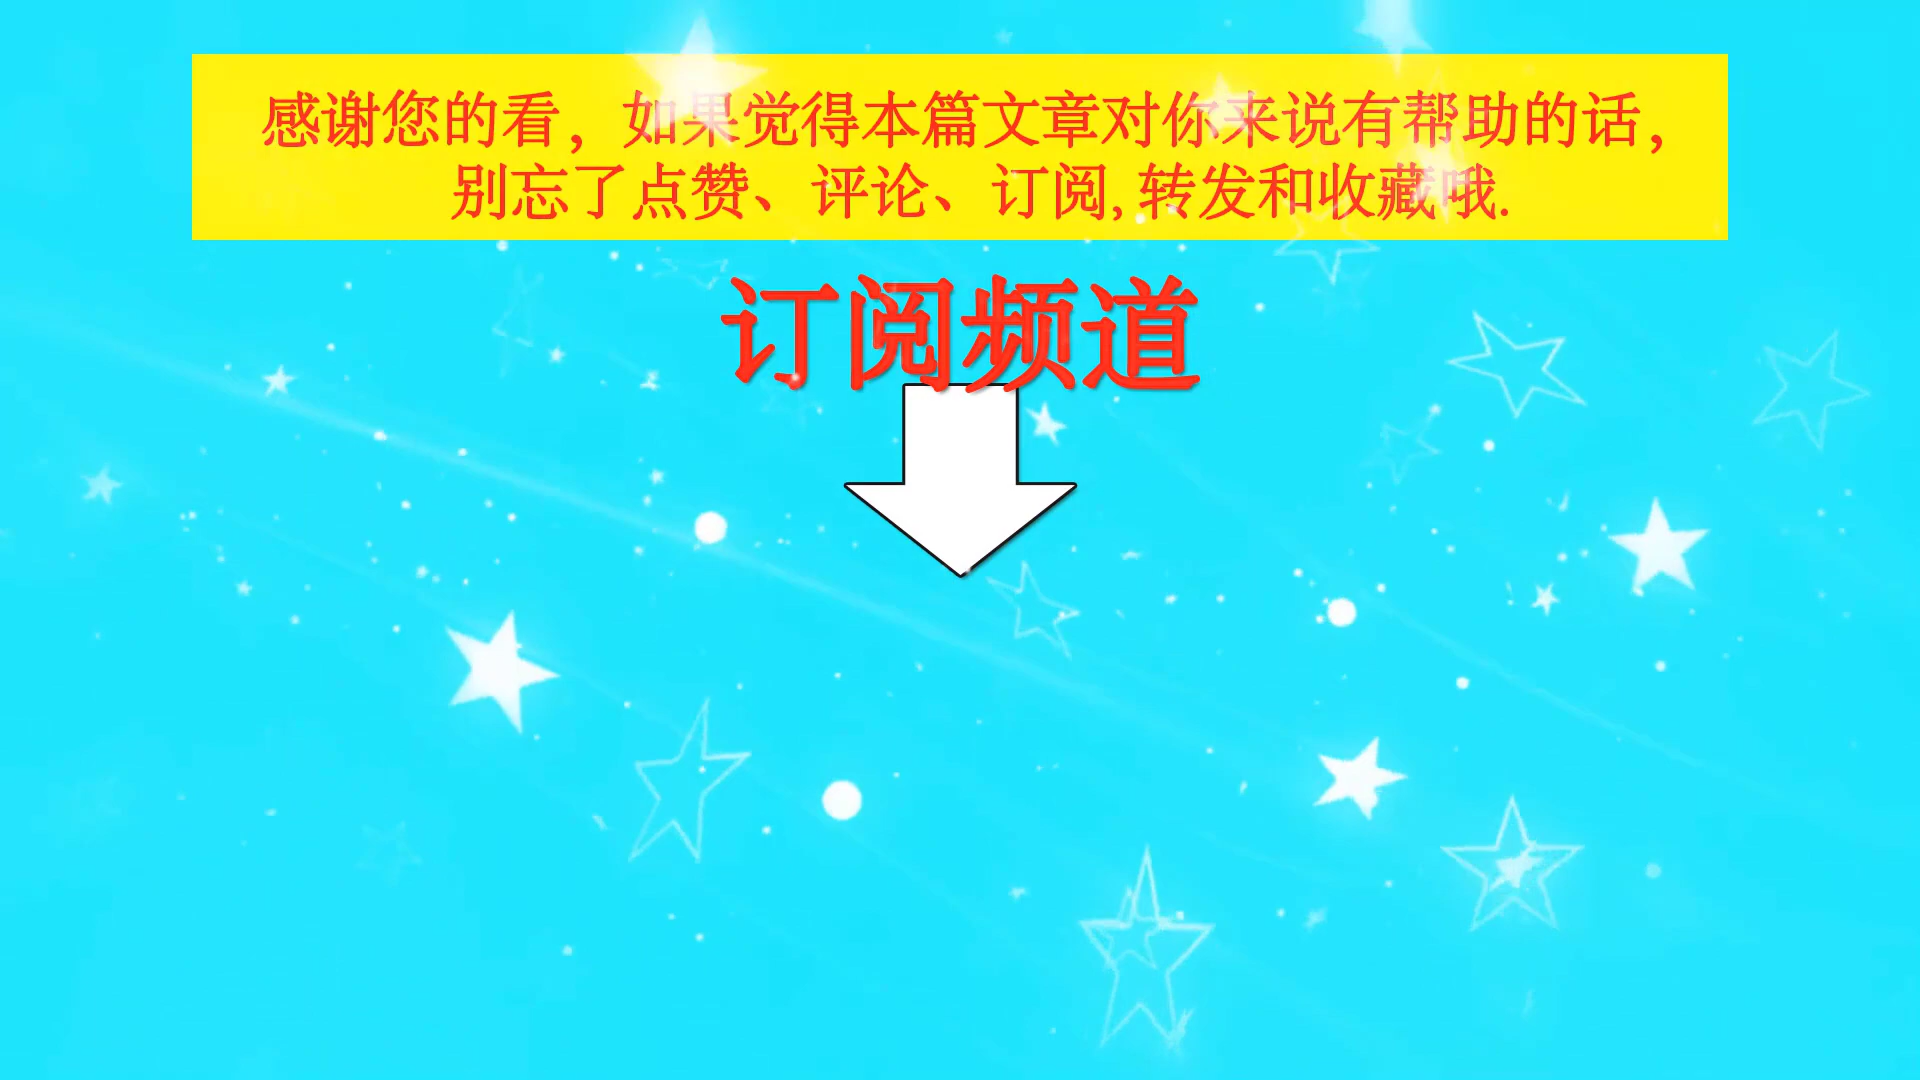 感谢您的看，如果觉得本篇文章对你来说有帮助的话，
别忘了点赞、评论、订阅,转发和收藏哦.
订阅频道